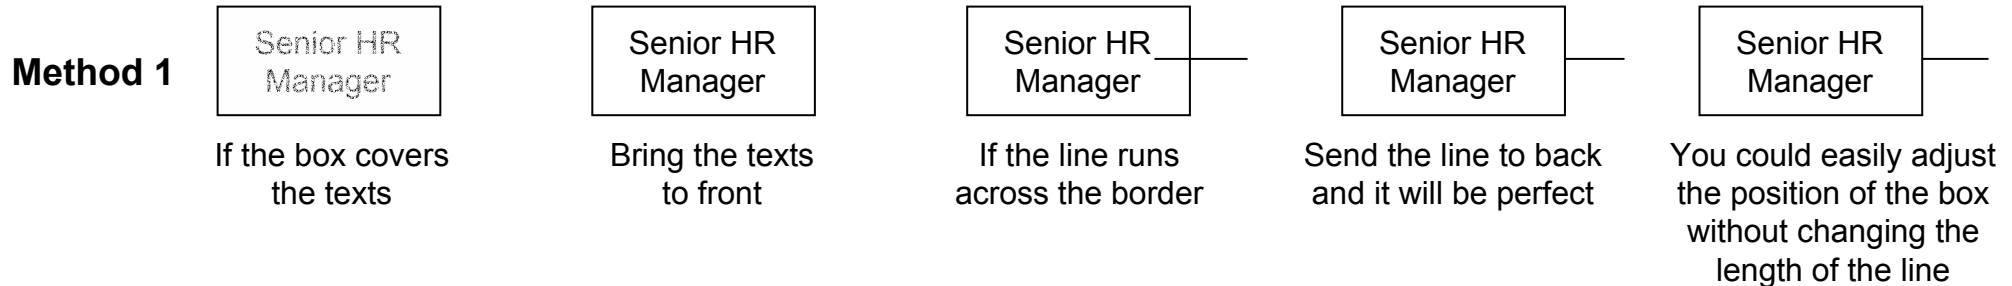 Method 1
Senior HR
Manager
If the box covers
the texts
Senior HR
Manager
Bring the texts
to front
Senior HR
Manager
If the line runs
across the border
Senior HR
Manager
Send the line to back
and it will be perfect
Senior HR
Manager
You could easily adjust
the position of the box
without changing the
length of the line